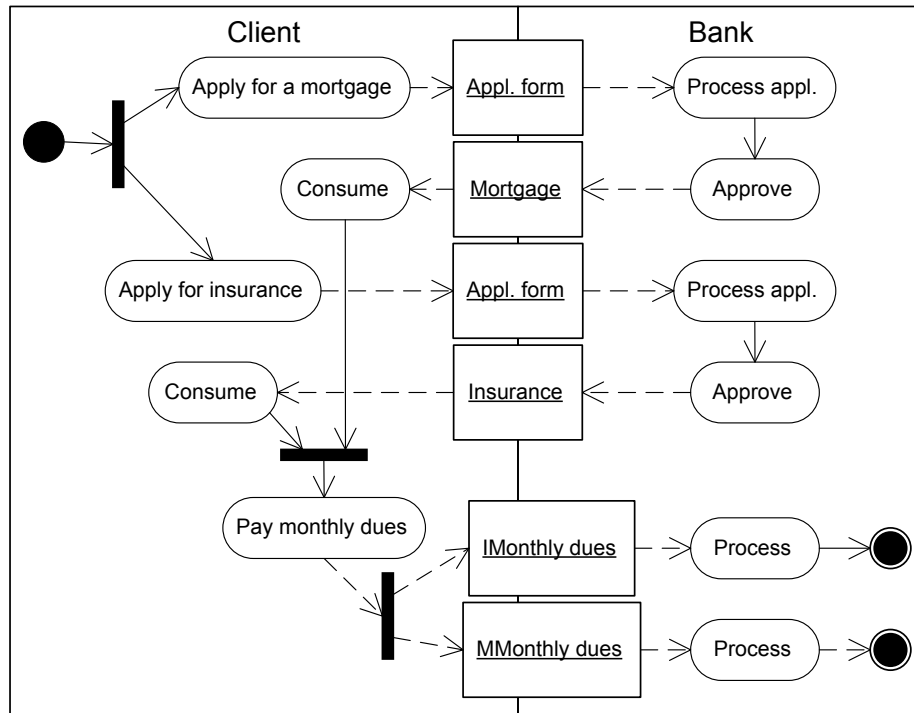 Client
Bank
Apply for a mortgage
Appl. form
Process appl.
Consume
Mortgage
Approve
Apply for insurance
Appl. form
Process appl.
Consume
Insurance
Approve
Pay monthly dues
IMonthly dues
Process
MMonthly dues
Process